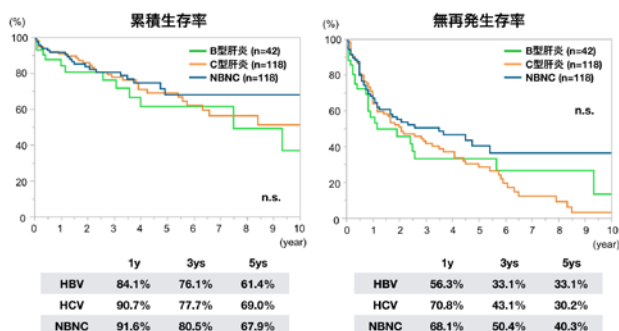 累積生存率
(%)
100
80
60
40
20
0
B型肝炎 (n=42)
C型肝炎 (n=118)
NBNC (n=118)
n.s.
0 1 2 3 4 5 6 7 8 9 10
(year)
1y 3ys 5ys
HBV 84.1% 76.1% 61.4%
HCV 90.7% 77.7% 69.0%
NBNC 91.6% 80.5% 67.9%
無再発生存率
(%)
100
80
60
40
20
0
B型肝炎 (n=42)
C型肝炎 (n=118)
NBNC (n=118)
n.s.
0 1 2 3 4 5 6 7 8 9 10
(year)
1y 3ys 5ys
HBV 56.3% 33.1% 33.1%
HCV 70.8% 43.1% 30.2%
NBNC 68.1% 50.4% 40.3%